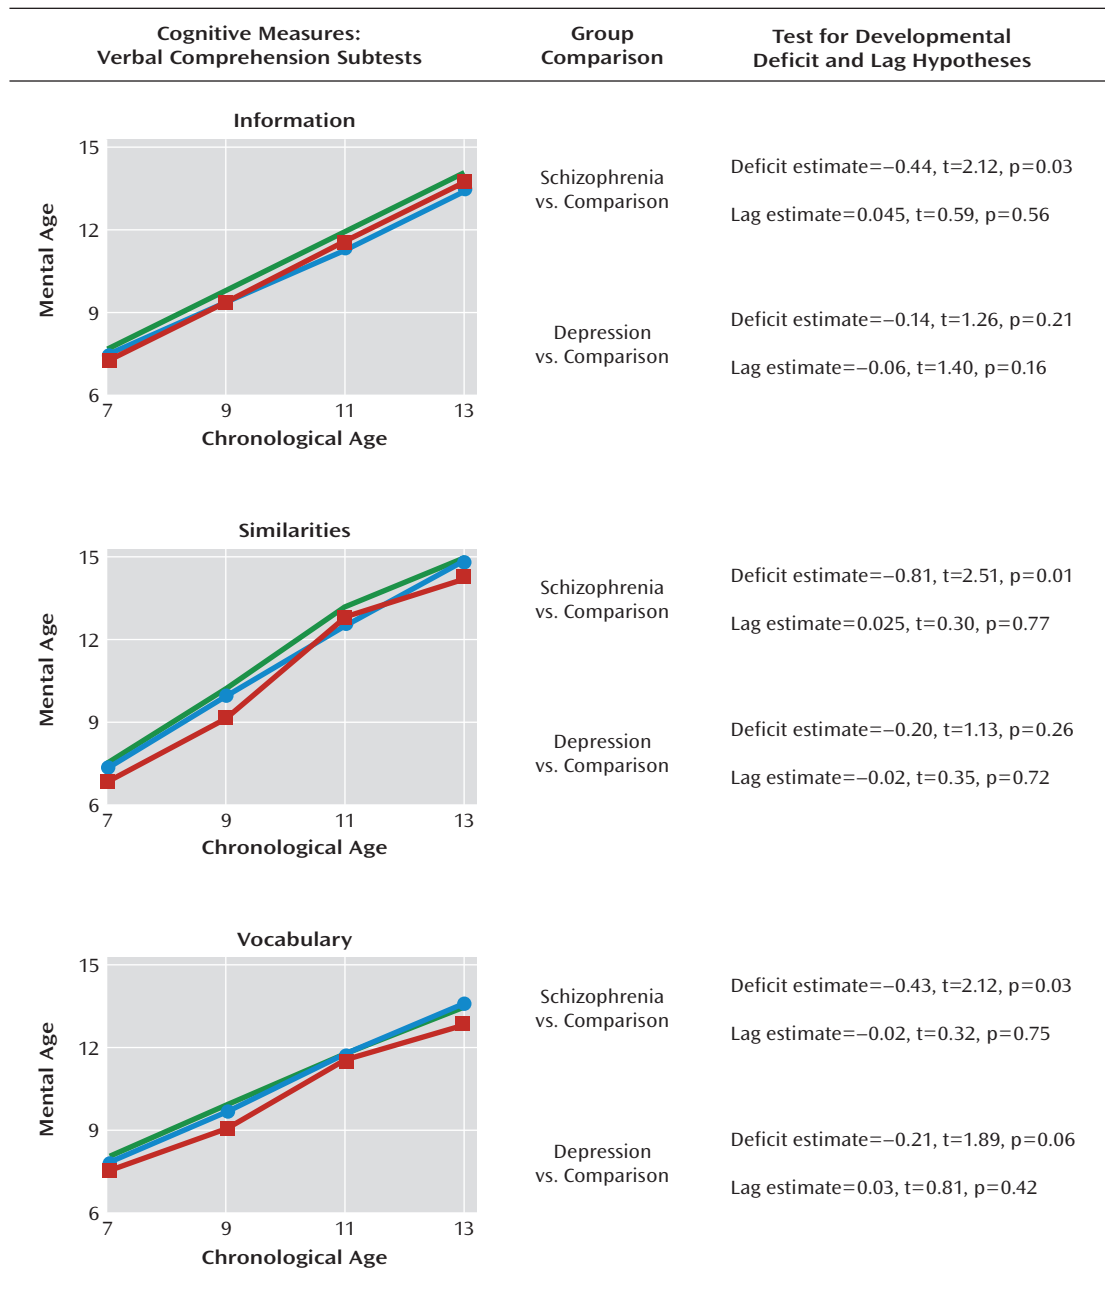 Cognitive Measures:
Verbal Comprehension Subtests
Group
Comparison
Test for Developmental
Deficit and Lag Hypotheses
Information
15
12
9
6
Mental Age
7 9 11 13
Chronological Age
Schizophrenia
vs. Comparison
Deficit estimate=−0.44, t=2.12, p=0.03
Lag estimate=0.045, t=0.59, p=0.56
Depression
vs. Comparison
Deficit estimate=−0.14, t=1.26, p=0.21
Lag estimate=−0.06, t=1.40, p=0.16
Similarities
15
12
9
6
Mental Age
7 9 11 13
Chronological Age
Schizophrenia
vs. Comparison
Deficit estimate=−0.81, t=2.51, p=0.01
Lag estimate=0.025, t=0.30, p=0.77
Depression
vs. Comparison
Deficit estimate=−0.20, t=1.13, p=0.26
Lag estimate=−0.02, t=0.35, p=0.72
Vocabulary
15
12
9
6
Mental Age
7 9 11 13
Chronological Age
Schizophrenia
vs. Comparison
Deficit estimate=−0.43, t=2.12, p=0.03
Lag estimate=−0.02, t=0.32, p=0.75
Depression
vs. Comparison
Deficit estimate=−0.21, t=1.89, p=0.06
Lag estimate=0.03, t=0.81, p=0.42